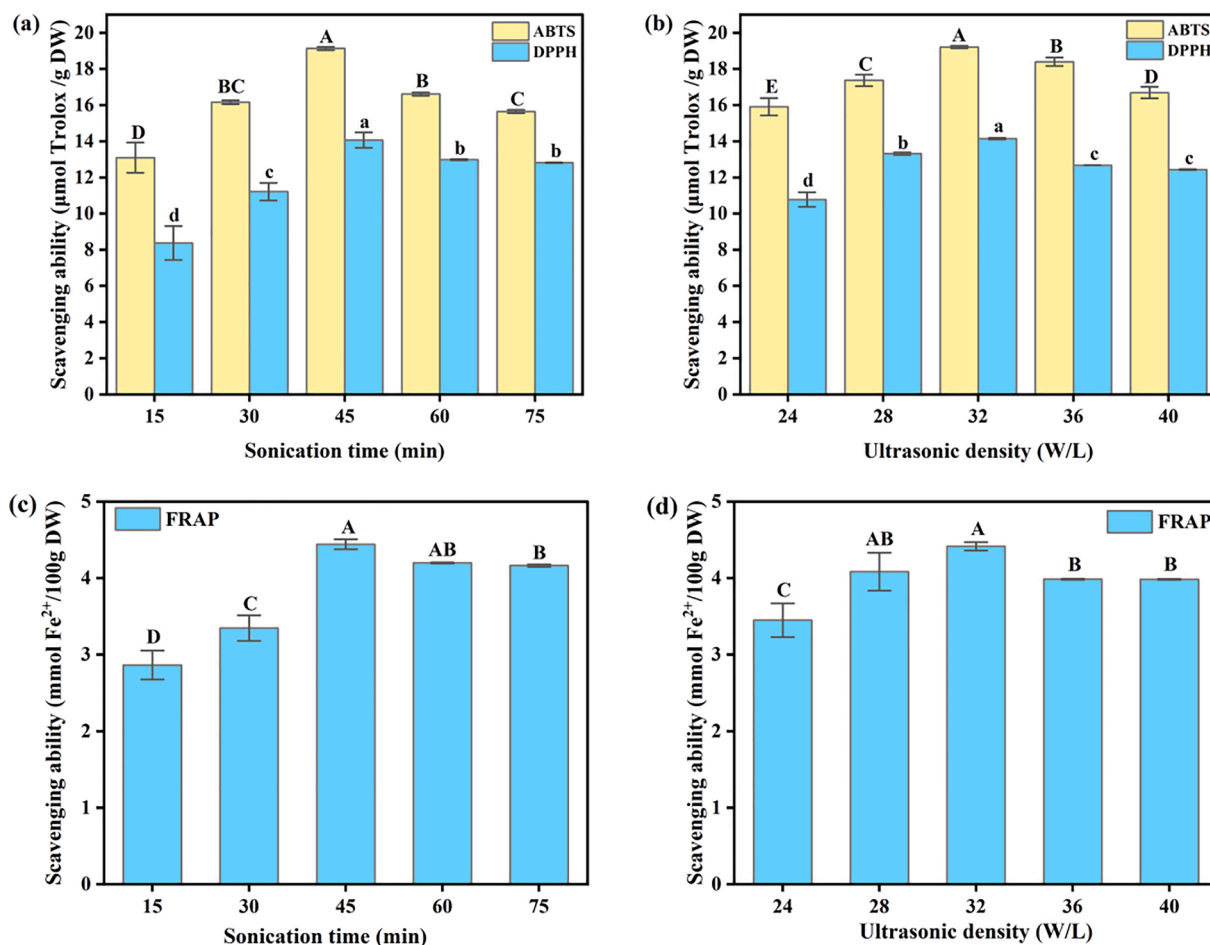 (a)
ABTS
DPPH
Scavenging ability (μmol Trolox /g DW)
20
18
16
14
12
10
8
6
4
2
0
D
d
BC
c
A
a
B
b
C
b
15 30 45 60 75
Sonication time (min)
(b)
ABTS
DPPH
Scavenging ability (μmol Trolox /g DW)
20
18
16
14
12
10
8
6
4
2
0
E
d
C
b
A
a
B
c
D
c
24 28 32 36 40
Ultrasonic density (W/L)
(c)
FRAP
Scavenging ability (mmol Fe²⁺/100g DW)
5
4
3
2
1
0
D
C
A
AB
B
15 30 45 60 75
Sonication time (min)
(d)
FRAP
Scavenging ability (mmol Fe²⁺/100g DW)
5
4
3
2
1
0
C
AB
A
B
B
24 28 32 36 40
Ultrasonic density (W/L)